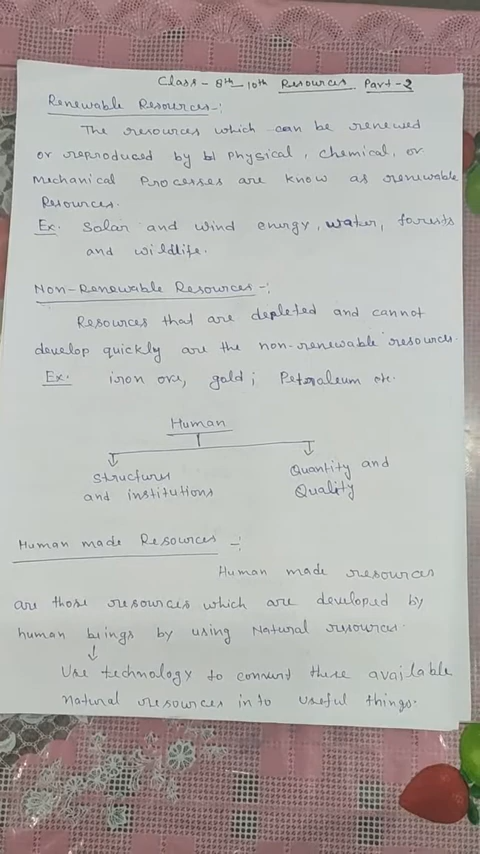 Class - 8th - 10th Resources Part-2
Renewable Resources -:
The resources which can be renewed
or reproduced by Physical, Chemical, or
Mechanical Processes are know as renewable
Resources.
Ex. Solar and wind energy, water, forests
and wildlife.
Non-Renewable Resources -:
Resources that are depleted and cannot
develop quickly are the non-renewable resources.
Ex. iron ore, gold; Petroleum etc.
Human
Structures
and institutions
Quantity and
Quality
Human made Resources -:
Human made resources
are those resources which are developed by
human beings by using Natural resources.
Use technology to convert these available
Natural resources in to useful things.